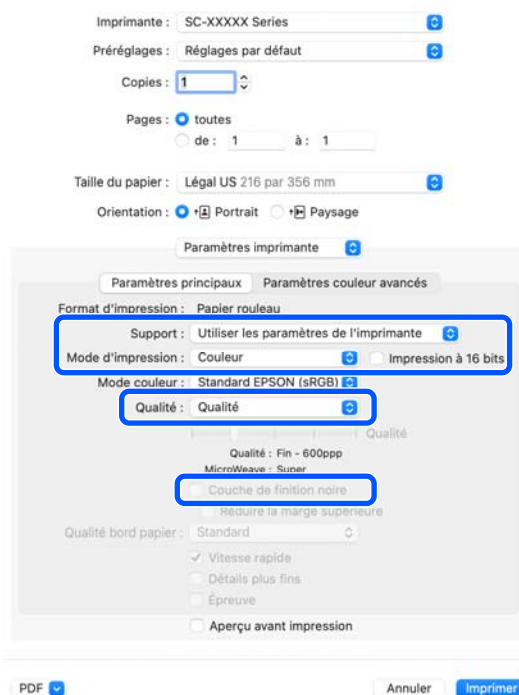 Imprimante : SC-XXXXX Series
Préréglages : Réglages par défaut
Copies : 1
Pages : toutes
de : 1 à : 1
Taille du papier : Légal US 216 par 356 mm
Orientation : Portrait Paysage
Paramètres imprimante
Paramètres principaux Paramètres couleur avancés
Format d'impression : Papier rouleau
Support : Utiliser les paramètres de l'imprimante
Mode d'impression : Couleur Impression à 16 bits
Mode couleur : Standard EPSON (sRGB)
Qualité : Qualité
Qualité
Qualité : Fin - 600ppp
MicroWeave : Super
Couche de finition noire
Réduire la marge supérieure
Qualité bord papier : Standard
Vitesse rapide
Détails plus fins
Épreuve
Aperçu avant impression
PDF Annuler Imprimer